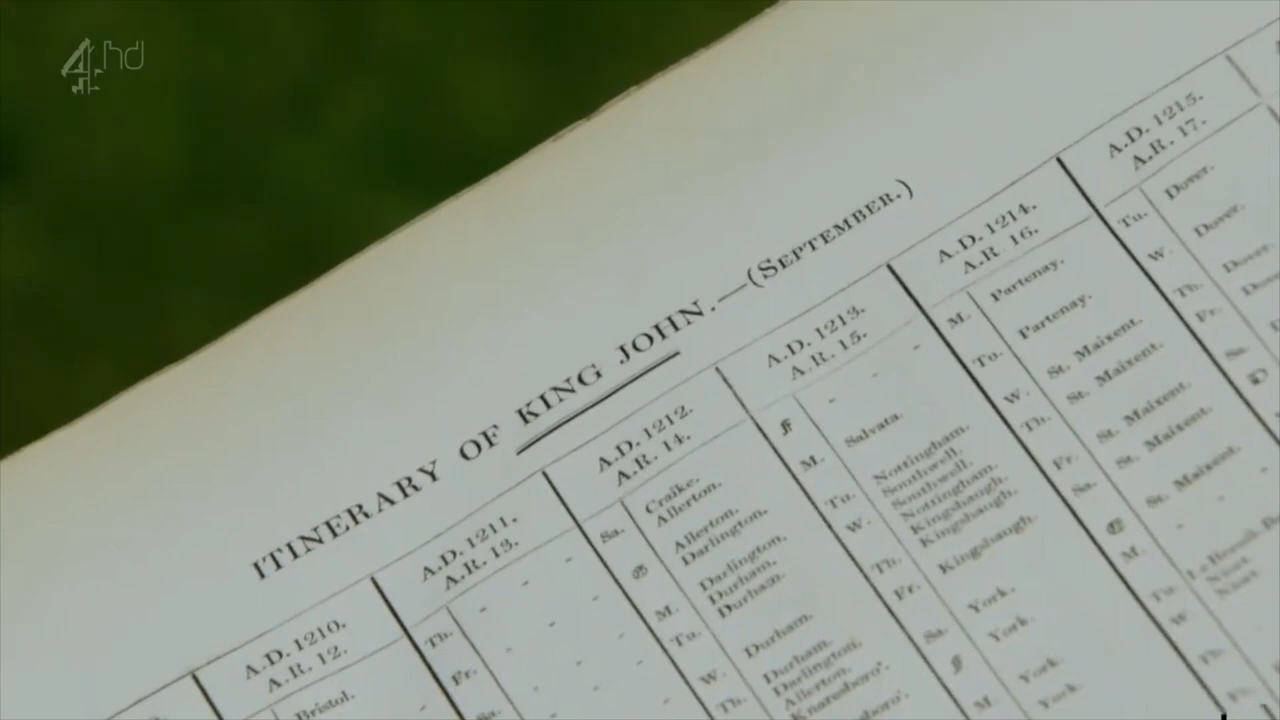 4hd
ITINERARY OF KING JOHN.—(SEPTEMBER.)
A.D. 1210.
A.R. 12.
Bristol.
A.D. 1211.
A.R. 13.
Th.
Fr.
Sa.
A.D. 1212.
A.R. 14.
Sa.
Craike.
Allerton.
Allerton.
Darlington.
M.
Darlington.
Durham.
Durham.
Tu.
Durham.
W.
Durham.
Darlington.
Allerton.
Th.
A.D. 1213.
A.R. 15.
M.
Salvata.
Tu.
Nottingham.
Southwell.
W.
Nottingham.
Kingshaugh.
Th.
Kingshaugh.
Fr.
York.
Sa.
York.
York.
M.
York.
A.D. 1214.
A.R 16.
M.
Partenay.
Tu.
Partenay.
W.
St. Maixent.
Th.
St. Maixent.
Fr.
St. Maixent.
Sa.
St. Maixent.
St. Maixent.
M.
Tu.
W.
Th.
A.D. 1215.
A.R. 17.
Tu.
Dover.
W.
Dover.
Th.
Dover.
Fr.
Sa.